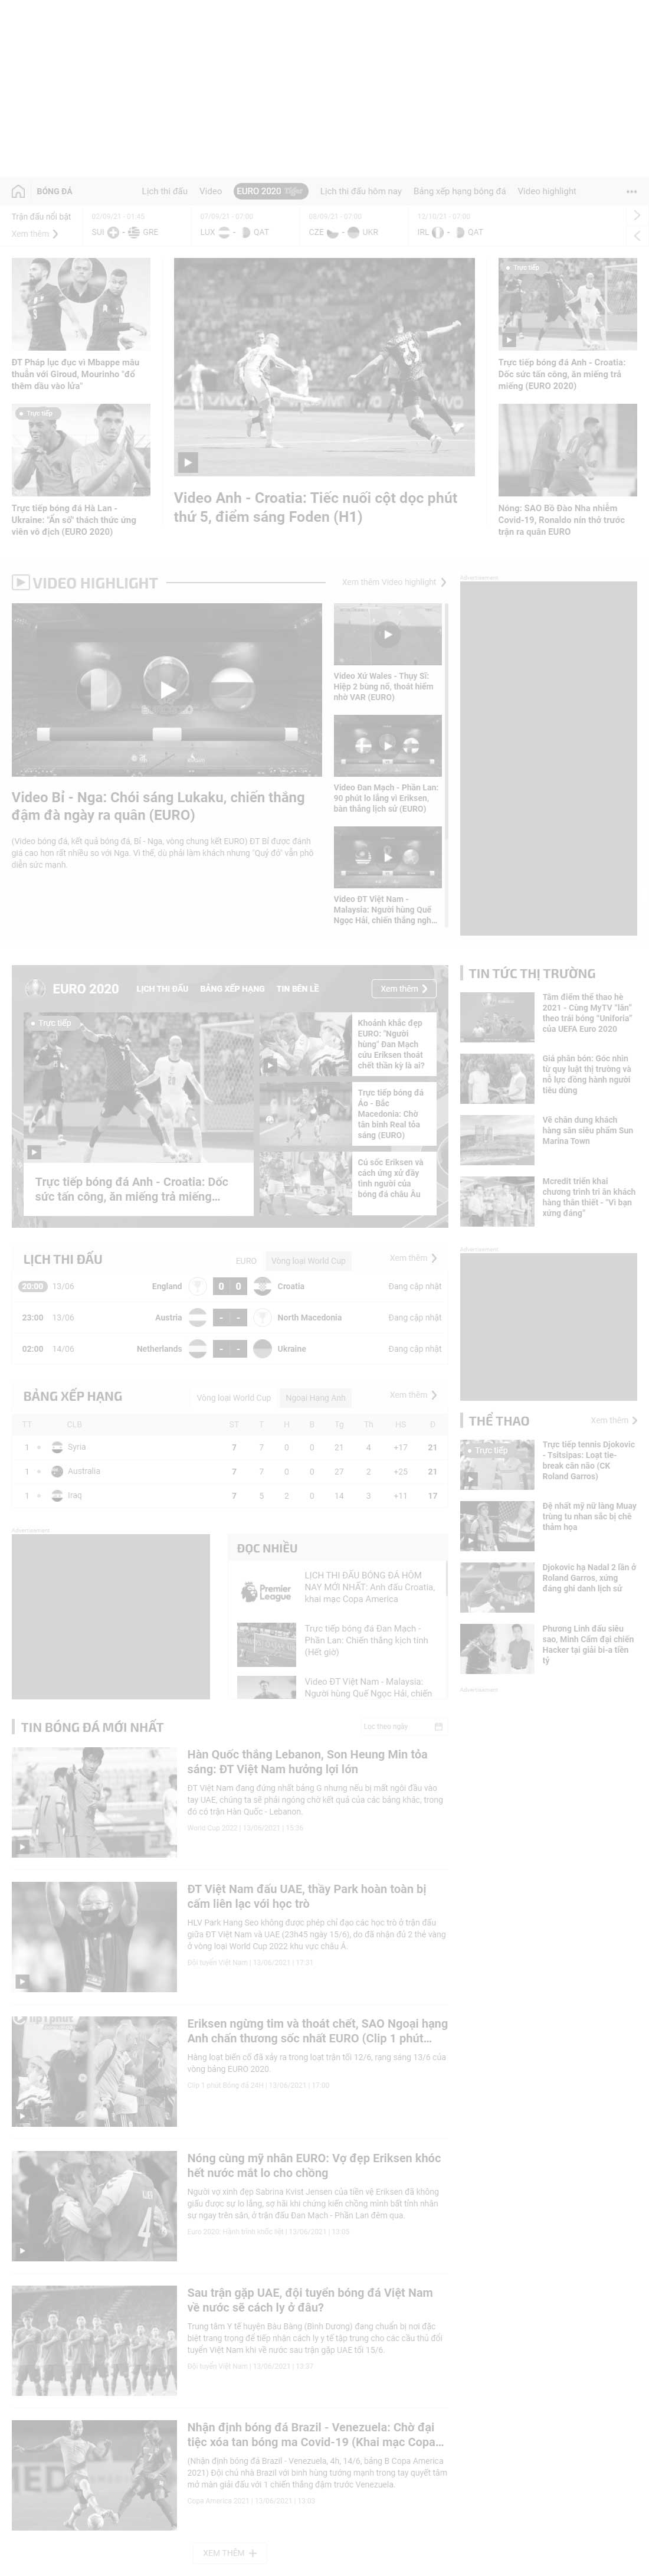 BÓNG ĐÁ
Lịch thi đấu
Video
EURO 2020
Lịch thi đấu hôm nay
Bảng xếp hạng bóng đá
Video highlight
Trận đấu nổi bật
Xem thêm
02/09/21 - 01:45
SUI - GRE
07/09/21 - 07:00
LUX - QAT
CZE - UKR
12/10/21 - 07:00
IRL - QAT
ĐT Pháp lục đục vì Mbappe mâu
thuẫn với Giroud, Mourinho "đổ
thêm dầu vào lửa"
Trực tiếp
Trực tiếp bóng đá Hà Lan -
Ukraine: "Ẩn số" thách thức ứng
viên vô địch (EURO 2020)
Video Anh - Croatia: Tiếc nuối cột dọc phút
thứ 5, điểm sáng Foden (H1)
Trực tiếp
Trực tiếp bóng đá Anh - Croatia:
Dốc sức tấn công, ăn miếng trả
miếng (EURO 2020)
Nóng: SAO Bồ Đào Nha nhiễm
Covid-19, Ronaldo nín thở trước
trận ra quân EURO
VIDEO HIGHLIGHT
Xem thêm Video highlight
Video Bỉ - Nga: Chói sáng Lukaku, chiến thắng
đậm đà ngày ra quân (EURO)
(Video bóng đá, kết quả bóng đá, Bỉ - Nga, vòng chung kết EURO) ĐT Bỉ được đánh
giá cao hơn rất nhiều so với Nga. Vì thế, dù phải làm khách nhưng "Quỷ đỏ" vẫn phô
diễn sức mạnh.
Video Xứ Wales - Thụy Sĩ:
Hiệp 2 bùng nổ, thoát hiểm
nhờ VAR (EURO)
Video Đan Mạch - Phần Lan:
90 phút lo lắng vì Eriksen,
bàn thắng lịch sử (EURO)
Video ĐT Việt Nam -
Malaysia: Người hùng Quế
Ngọc Hải, chiến thắng ngh...
Advertisement
EURO 2020
LỊCH THI ĐẤU
BẢNG XẾP HẠNG
TIN BÊN LỀ
Xem thêm
Trực tiếp
Trực tiếp bóng đá Anh - Croatia: Dốc
sức tấn công, ăn miếng trả miếng...
Khoảnh khắc đẹp
EURO: "Người
hùng" Đan Mạch
cứu Eriksen thoát
chết thần kỳ là ai?
Trực tiếp bóng đá
Áo - Bắc
Macedonia: Chờ
tân binh Real tỏa
sáng (EURO)
Cú sốc Eriksen và
cách ứng xử đầy
tình người của
bóng đá châu Âu
TIN TỨC THỊ TRƯỜNG
Tâm điểm thể thao hè
2021 - Cùng MyTV "lăn"
theo trái bóng "Uniforia"
của UEFA Euro 2020
Giá phân bón: Góc nhìn
từ quy luật thị trường và
nỗ lực đồng hành người
tiêu dùng
Vẽ chân dung khách
hàng săn siêu phẩm Sun
Marina Town
Mcredit triển khai
chương trình tri ân khách
hàng thân thiết - "Vì bạn
xứng đáng"
LỊCH THI ĐẤU
EURO
Vòng loại World Cup
Xem thêm
20:00 13/06 England 0 0 Croatia Đang cập nhật
23:00 13/06 Austria - - North Macedonia Đang cập nhật
02:00 14/06 Netherlands - - Ukraine Đang cập nhật
Advertisement
BẢNG XẾP HẠNG
Vòng loại World Cup
Ngoại Hạng Anh
Xem thêm
TT CLB ST T H B Tg Th HS Đ
1 Syria 7 7 0 0 21 4 +17 21
1 Australia 7 7 0 0 27 2 +25 21
1 Iraq 7 5 2 0 14 3 +11 17
THỂ THAO
Xem thêm
Trực tiếp
Trực tiếp tennis Djokovic
- Tsitsipas: Loạt tie-
break cân não (CK
Roland Garros)
Đệ nhất mỹ nữ làng Muay
trùng tu nhan sắc bị chê
thảm họa
Djokovic hạ Nadal 2 lần ở
Roland Garros, xứng
đáng ghi danh lịch sử
Phương Linh đấu siêu
sao, Minh Cắm đại chiến
Hacker tại giải bi-a tiền
tỷ
Advertisement
Advertisement
ĐỌC NHIỀU
Premier
League
LỊCH THI ĐẤU BÓNG ĐÁ HÔM
NAY MỚI NHẤT: Anh đấu Croatia,
khai mạc Copa America
Trực tiếp bóng đá Đan Mạch -
Phần Lan: Chiến thắng kịch tính
(Hết giờ)
Video ĐT Việt Nam - Malaysia:
Người hùng Quế Ngọc Hải, chiến
TIN BÓNG ĐÁ MỚI NHẤT
Lọc theo ngày
Hàn Quốc thắng Lebanon, Son Heung Min tỏa
sáng: ĐT Việt Nam hưởng lợi lớn
ĐT Việt Nam đang đứng nhất bảng G nhưng nếu bị mất ngôi đầu vào
tay UAE, chúng ta sẽ phải ngóng chờ kết quả của các bảng khác, trong
đó có trận Hàn Quốc - Lebanon.
World Cup 2022 | 13/06/2021 |
ĐT Việt Nam đấu UAE, thầy Park hoàn toàn bị
cấm liên lạc với học trò
HLV Park Hang Seo không được phép chỉ đạo các học trò ở trận đấu
giữa ĐT Việt Nam và UAE (23h45 ngày 15/6), do đã nhận đủ 2 thẻ vàng
ở vòng loại World Cup 2022 khu vực châu Á.
Đội tuyển Việt Nam | 13/06/2021 | 17:31
Eriksen ngừng tim và thoát chết, SAO Ngoại hạng
Anh chấn thương sốc nhất EURO (Clip 1 phút...
Hàng loạt biến cố đã xảy ra trong loạt trận tối 12/6, rạng sáng 13/6 của
vòng bảng EURO 2020.
Clip 1 phút Bóng đá 24H | 13/06/2021 | 17:00
Nóng cùng mỹ nhân EURO: Vợ đẹp Eriksen khóc
hết nước mắt lo cho chồng
Người vợ xinh đẹp Sabrina Kvist Jensen của tiền vệ Eriksen đã không
giấu được sự lo lắng, sợ hãi khi chứng kiến chồng mình bất tỉnh nhân
sự ngay trên sân, ở trận đấu Đan Mạch - Phần Lan đêm qua.
Sau trận gặp UAE, đội tuyển bóng đá Việt Nam
về nước sẽ cách ly ở đâu?
Trung tâm Y tế huyện Bàu Bàng (Bình Dương) đang chuẩn bị nơi đặc
biệt trang trọng để tiếp nhận cách ly y tế tập trung cho các cầu thủ đội
tuyển Việt Nam khi về nước sau trận gặp UAE tối 15/6.
Đội tuyển Việt Nam | 13/06/2021 | 13:37
Nhận định bóng đá Brazil - Venezuela: Chờ đại
tiệc xóa tan bóng ma Covid-19 (Khai mạc Copa...
(Nhận định bóng đá Brazil - Venezuela, 4h, 14/6, bảng B Copa America
2021) Đội chủ nhà Brazil với binh hùng tướng mạnh trong tay quyết tâm
mở màn giải đấu với 1 chiến thắng đậm trước Venezuela.
Copa America 2021 | 13/06/2021 | 13:03
XEM THÊM